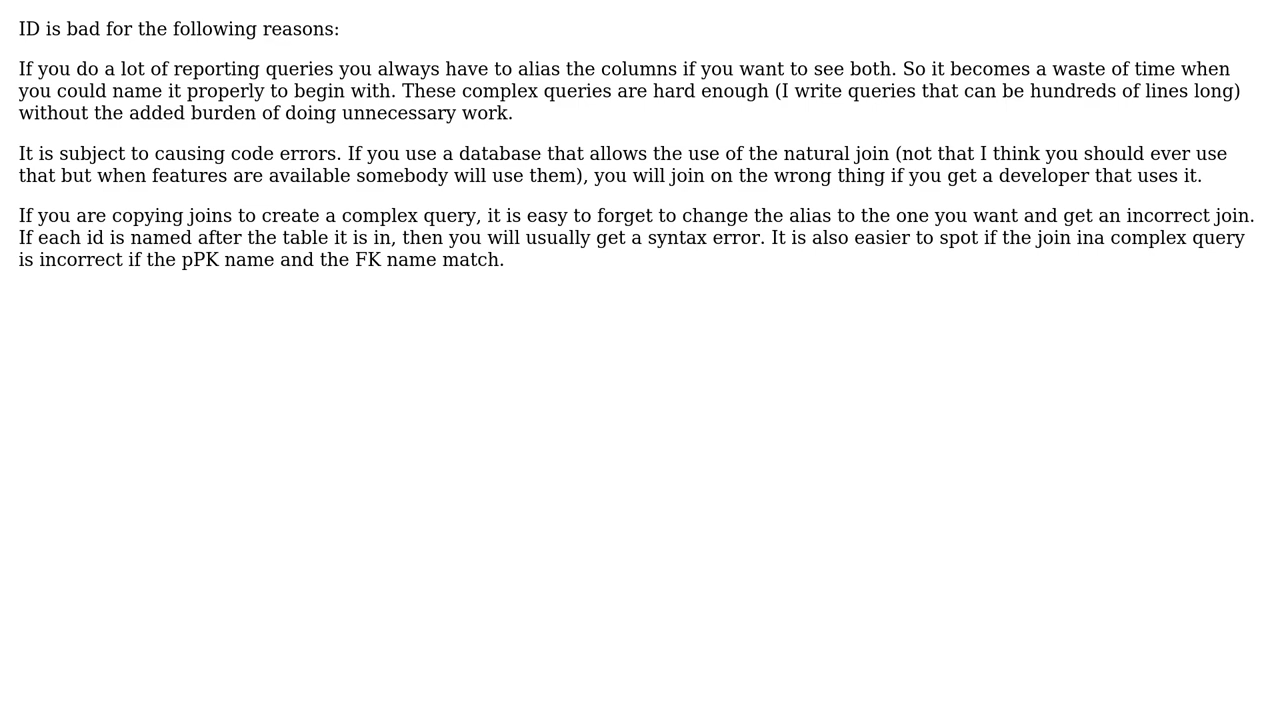 ID is bad for the following reasons:
If you do a lot of reporting queries you always have to alias the columns if you want to see both. So it becomes a waste of time when
you could name it properly to begin with. These complex queries are hard enough (I write queries that can be hundreds of lines long)
without the added burden of doing unnecessary work.
It is subject to causing code errors. If you use a database that allows the use of the natural join (not that I think you should ever use
that but when features are available somebody will use them), you will join on the wrong thing if you get a developer that uses it.
If you are copying joins to create a complex query, it is easy to forget to change the alias to the one you want and get an incorrect join.
If each id is named after the table it is in, then you will usually get a syntax error. It is also easier to spot if the join ina complex query
is incorrect if the pPK name and the FK name match.